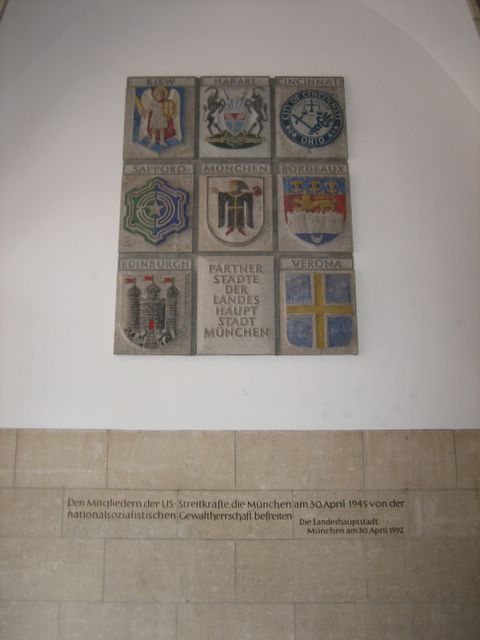 KIEW HARARE CINCINNATI
CITY OF CINCINNATI
OHIO
SAPPORO MÜNCHEN BORDEAUX
EDINBURGH VERONA
PARTNER
STÄDTE
DER
LANDES
HAUPT
STADT
MÜNCHEN
Den Mitgliedern der US-Streitkräfte die München am 30. April 1945 von der
nationalsozialistischen Gewaltherrschaft befreiten
Die Landeshauptstadt
München am 30. April 1992